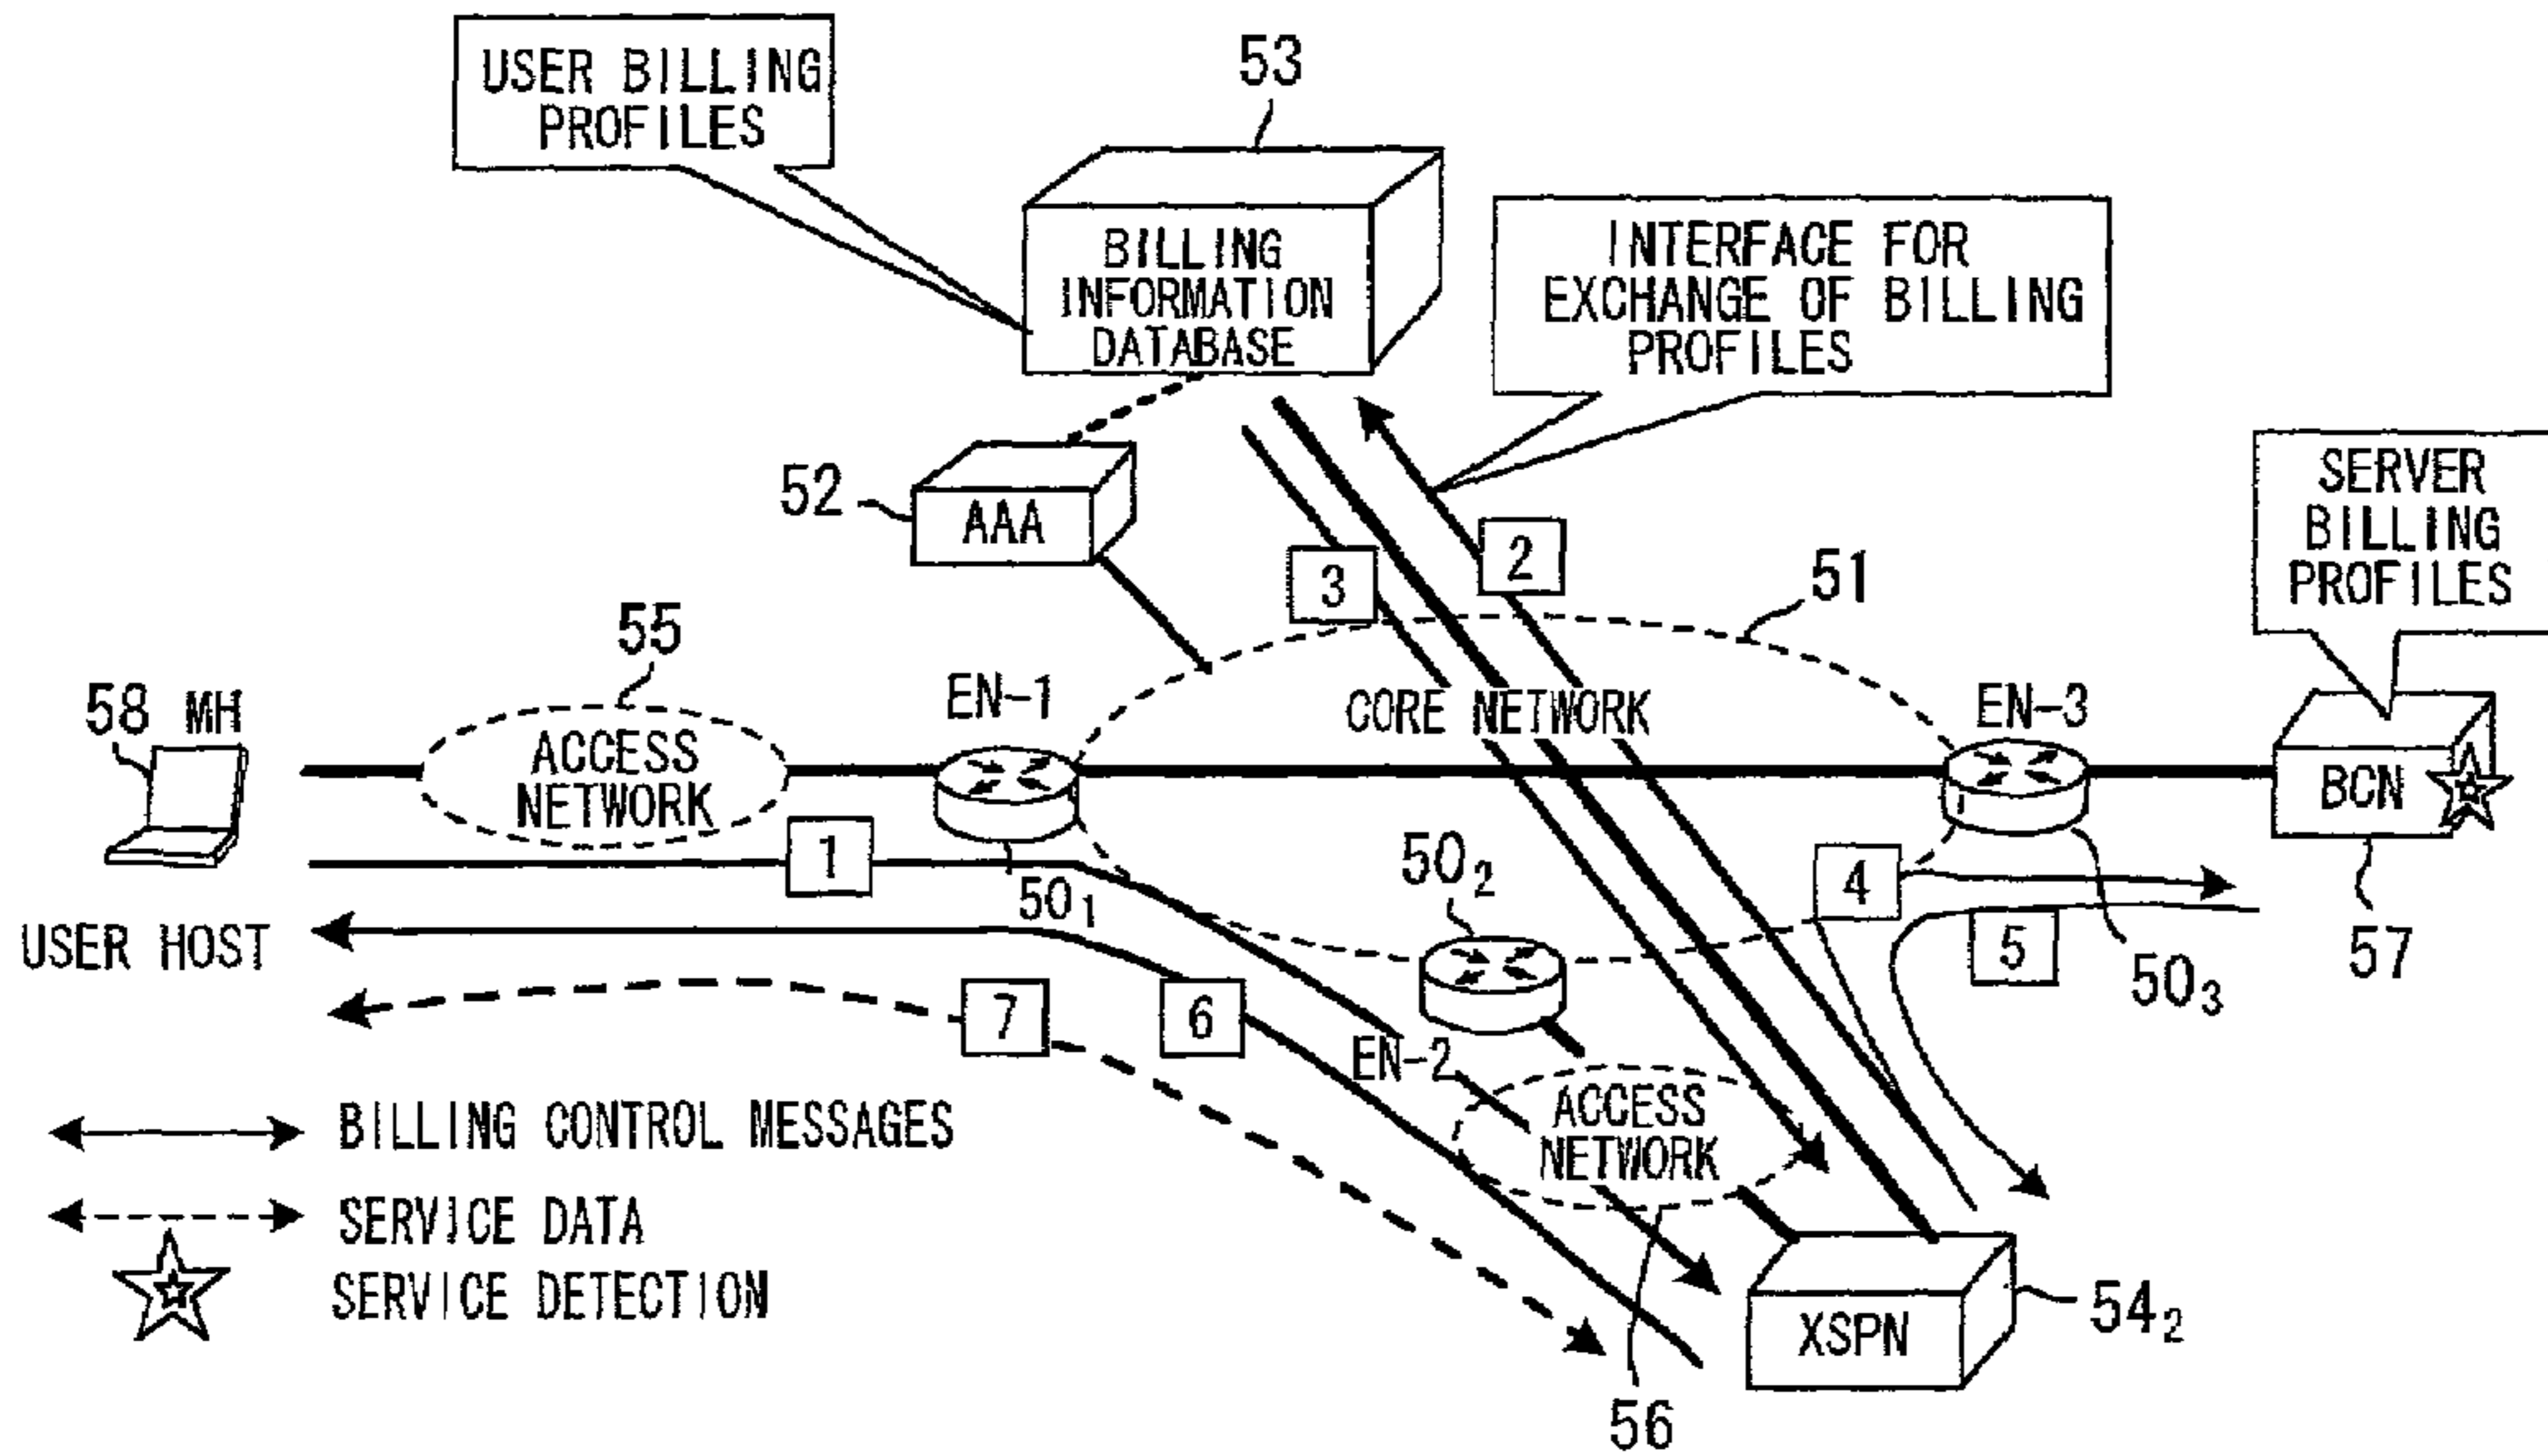 USER BILLING
PROFILES
53
BILLING
INFORMATION
DATABASE
INTERFACE FOR
EXCHANGE OF BILLING
PROFILES
52
AAA
3
2
51
SERVER
BILLING
PROFILES
55
58 MH
ACCESS
NETWORK
EN-1
CORE NETWORK
EN-3
BCN
1
50₁
50₂
4
5
50₃
57
USER HOST
7
6
EN-2
ACCESS
NETWORK
BILLING CONTROL MESSAGES
SERVICE DATA
SERVICE DETECTION
XSPN
54₂
56